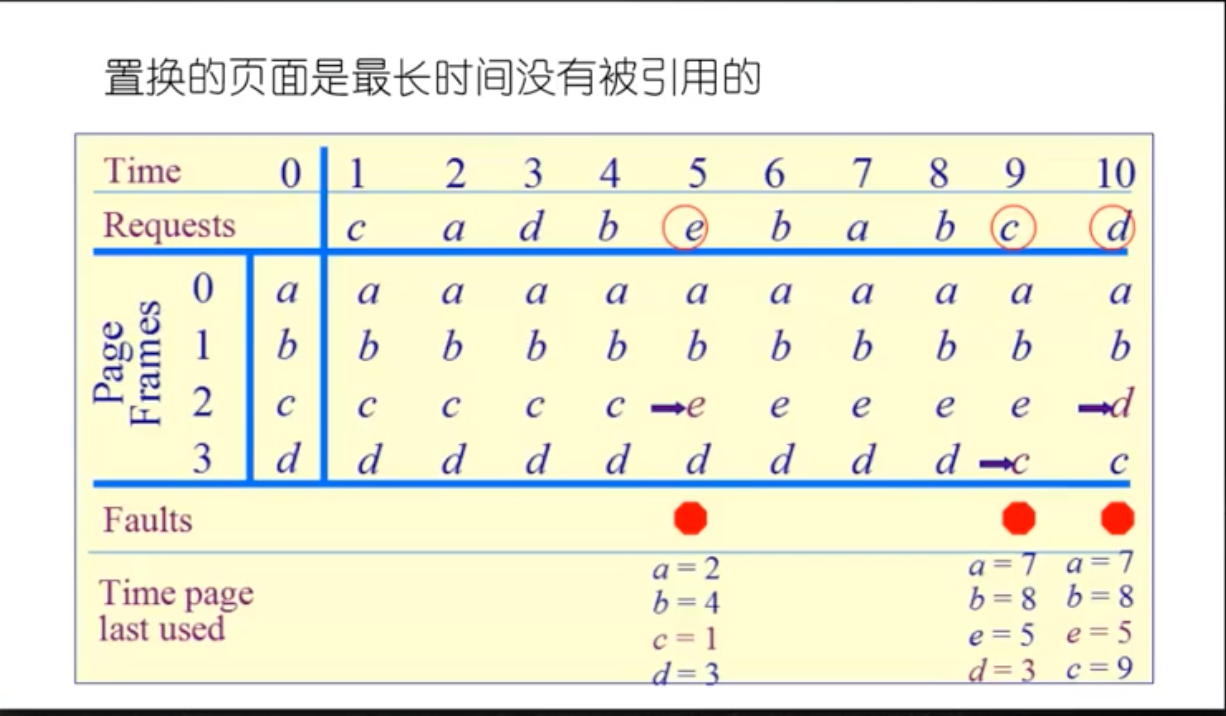 置换的页面是最长时间没有被引用的
Time 0 1 2 3 4 5 6 7 8 9 10
Requests c a d b e b a b c d
Page Frames
0 a a a a a a a a a a a
1 b b b b b b b b b b b
2 c c c c c e e e e e d
3 d d d d d d d d d c c
Faults
Time page
last used
a = 2 a = 7 a = 7
b = 4 b = 8 b = 8
c = 1 e = 5 e = 5
d = 3 d = 3 c = 9